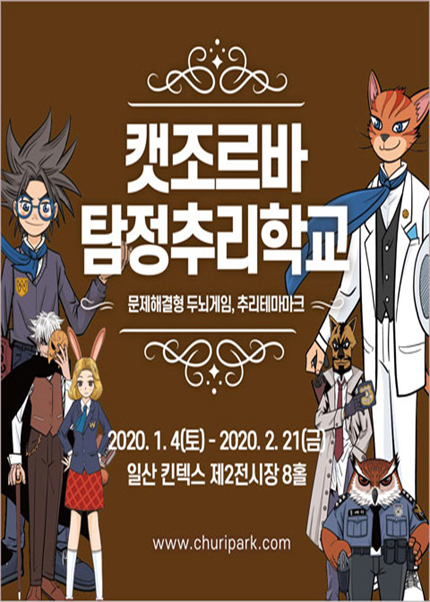 캣조르바
탐정추리학교
문제해결형 두뇌게임, 추리테마파크
2020. 1. 4(토) - 2020. 2. 21(금)
일산 킨텍스 제2전시장 8홀
www.churipark.com